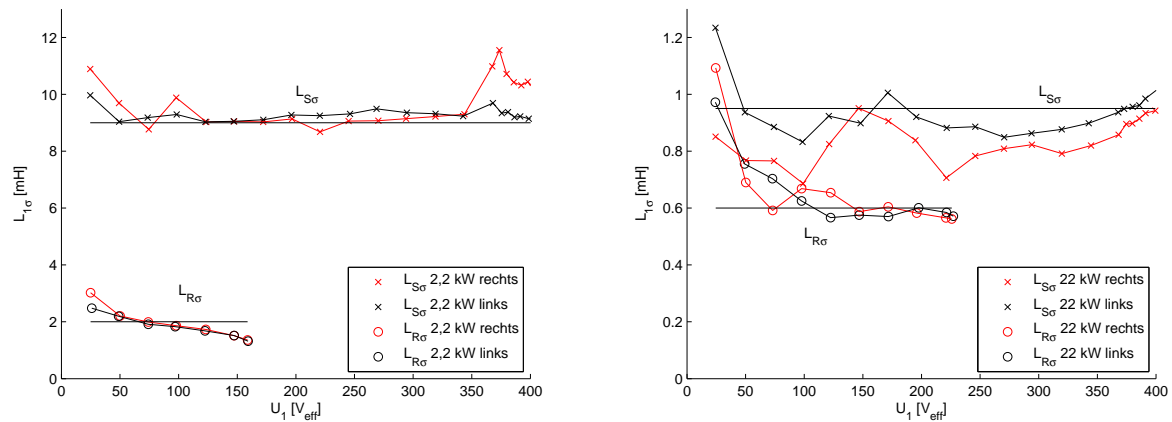 12
10
8
6
4
2
0
L1σ [mH]
0 50 100 150 200 250 300 350 400
U1 [Veff]
LSσ
LRσ
LSσ 2,2 kW rechts
LSσ 2,2 kW links
LRσ 2,2 kW rechts
LRσ 2,2 kW links
1.2
1
0.8
0.6
0.4
0.2
0
L1σ [mH]
0 50 100 150 200 250 300 350 400
U1 [Veff]
LSσ
LRσ
LSσ 22 kW rechts
LSσ 22 kW links
LRσ 22 kW rechts
LRσ 22 kW links